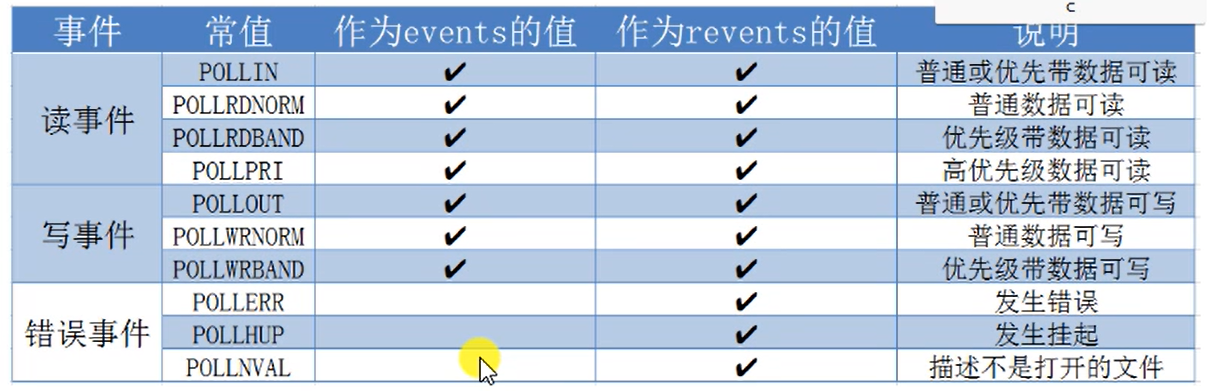 c
事件 常值 作为events的值 作为revents的值 说明
读事件 POLLIN ✔ ✔ 普通或优先带数据可读
POLLRDNORM ✔ ✔ 普通数据可读
POLLRDBAND ✔ ✔ 优先级带数据可读
POLLPRI ✔ ✔ 高优先级数据可读
写事件 POLLOUT ✔ ✔ 普通或优先带数据可写
POLLWRNORM ✔ ✔ 普通数据可写
POLLWRBAND ✔ ✔ 优先级带数据可写
错误事件 POLLERR ✔ 发生错误
POLLHUP ✔ 发生挂起
POLLNVAL ✔ 描述不是打开的文件